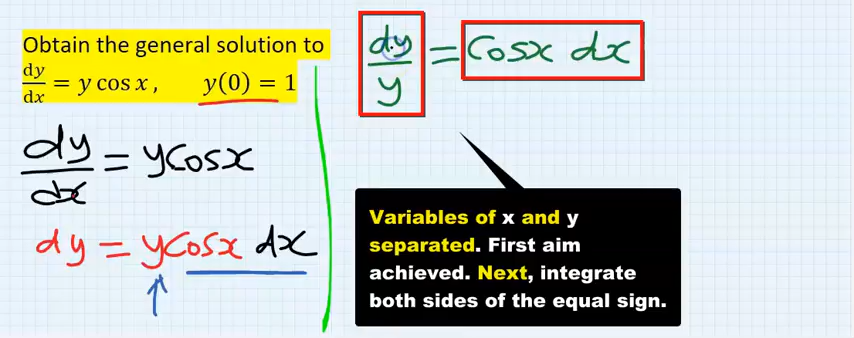 Obtain the general solution to
dy/dx = y cos x , y(0) = 1
dy/dx = ycosx
dy = ycosx dx
dy/y = cosx dx
Variables of x and y
separated. First aim
achieved. Next, integrate
both sides of the equal sign.